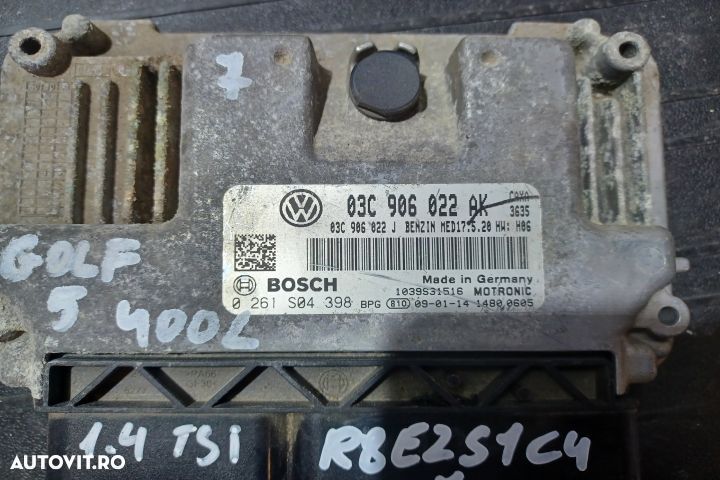 7
03C 906 022 AK CAXA
3635
03C 906 022 J BENZIN MED17.5.20 HW: H06
BOSCH
Made in Germany
1039S31516 MOTRONIC
0 261 S04 398 BPG 810 09-01-14 1480 0605
GOLF
5 400L
1.4 TSI
R8E2S1C4
AUTOVIT.RO